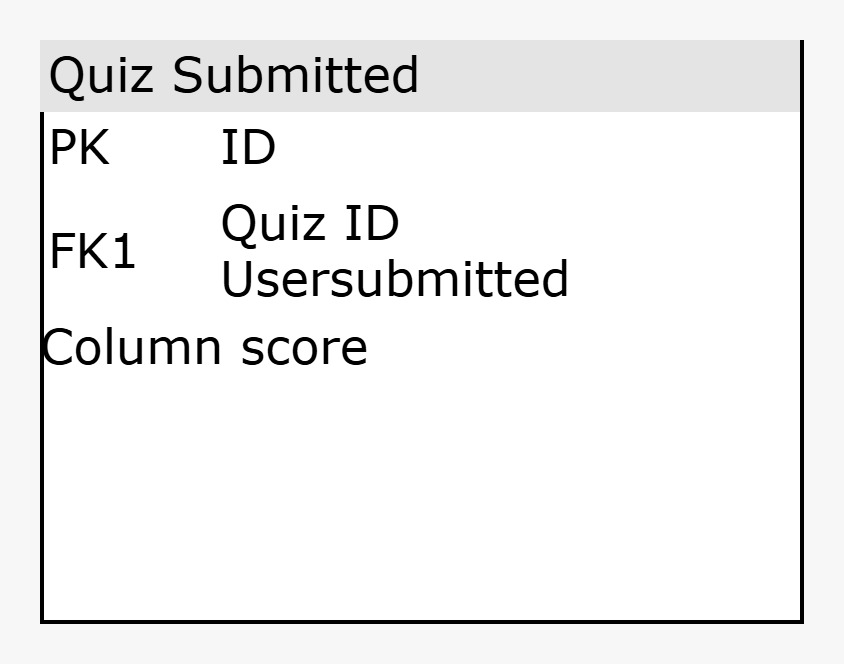 Quiz Submitted
PK ID
Quiz ID
FK1
Usersubmitted
Column score